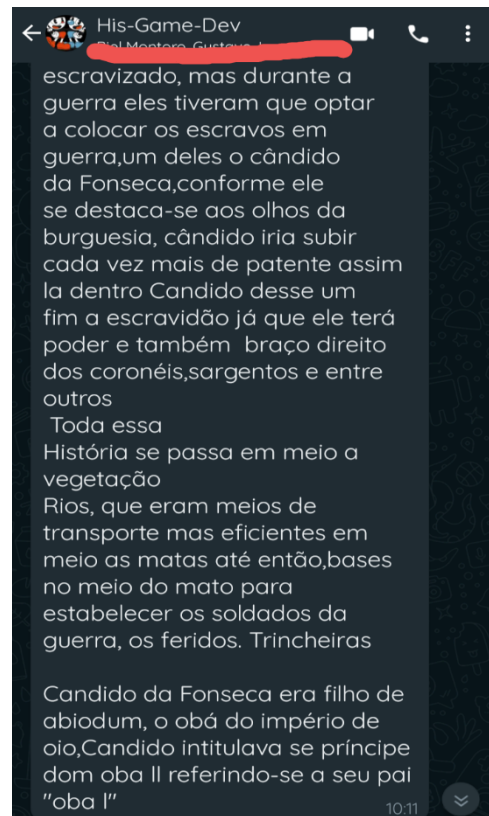 His-Game-Dev
escravizado, mas durante a
guerra eles tiveram que optar
a colocar os escravos em
guerra,um deles o cândido
da Fonseca,conforme ele
se destaca-se aos olhos da
burguesia, cândido iria subir
cada vez mais de patente assim
la dentro Candido desse um
fim a escravidão já que ele terá
poder e também  braço direito
dos coronéis,sargentos e entre
outros
Toda essa
História se passa em meio a
vegetação
Rios, que eram meios de
transporte mas eficientes em
meio as matas até então,bases
no meio do mato para
estabelecer os soldados da
guerra, os feridos. Trincheiras
Candido da Fonseca era filho de
abiodum, o obá do império de
oio,Candido intitulava se príncipe
dom oba ll referindo-se a seu pai
"oba l"
10:11